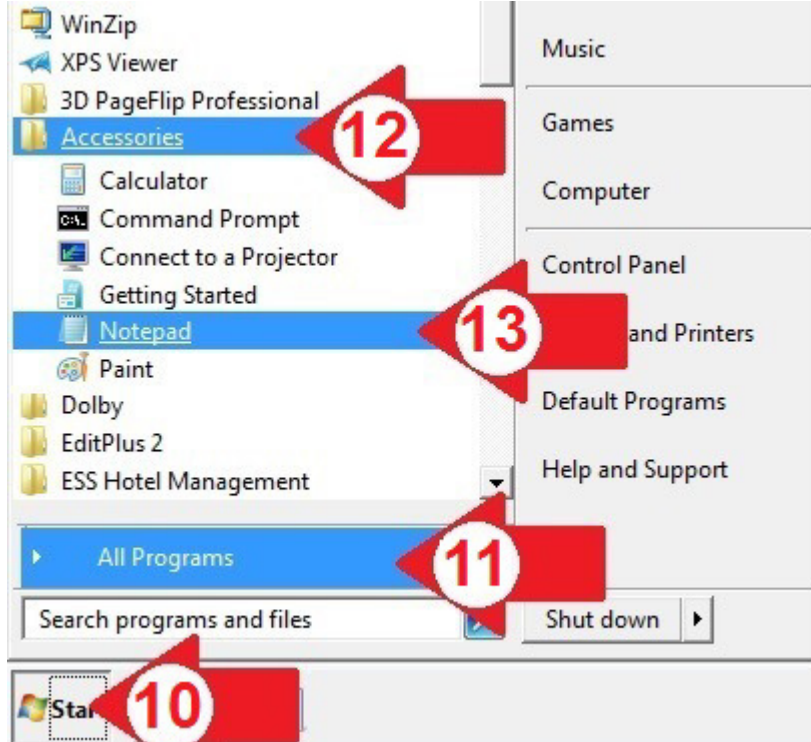 WinZip
XPS Viewer
3D PageFlip Professional
Accessories
12
Calculator
Command Prompt
Connect to a Projector
Getting Started
Notepad
13
Paint
Dolby
EditPlus 2
ESS Hotel Management
All Programs
11
Search programs and files
Music
Games
Computer
Control Panel
and Printers
Default Programs
Help and Support
Shut down
Star
10